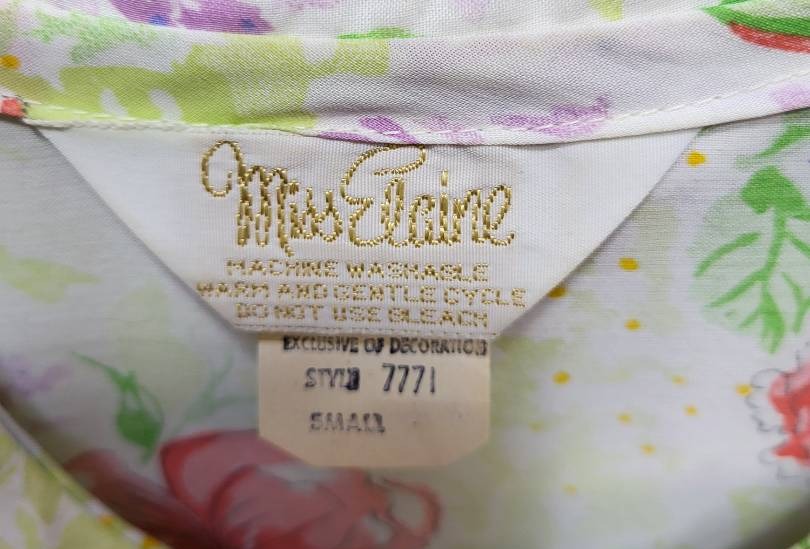 Miss Elaine
MACHINE WASHABLE
WARM AND GENTLE CYCLE
DO NOT USE BLEACH
EXCLUSIVE OF DECORATION
STYLE 7771
SMALL